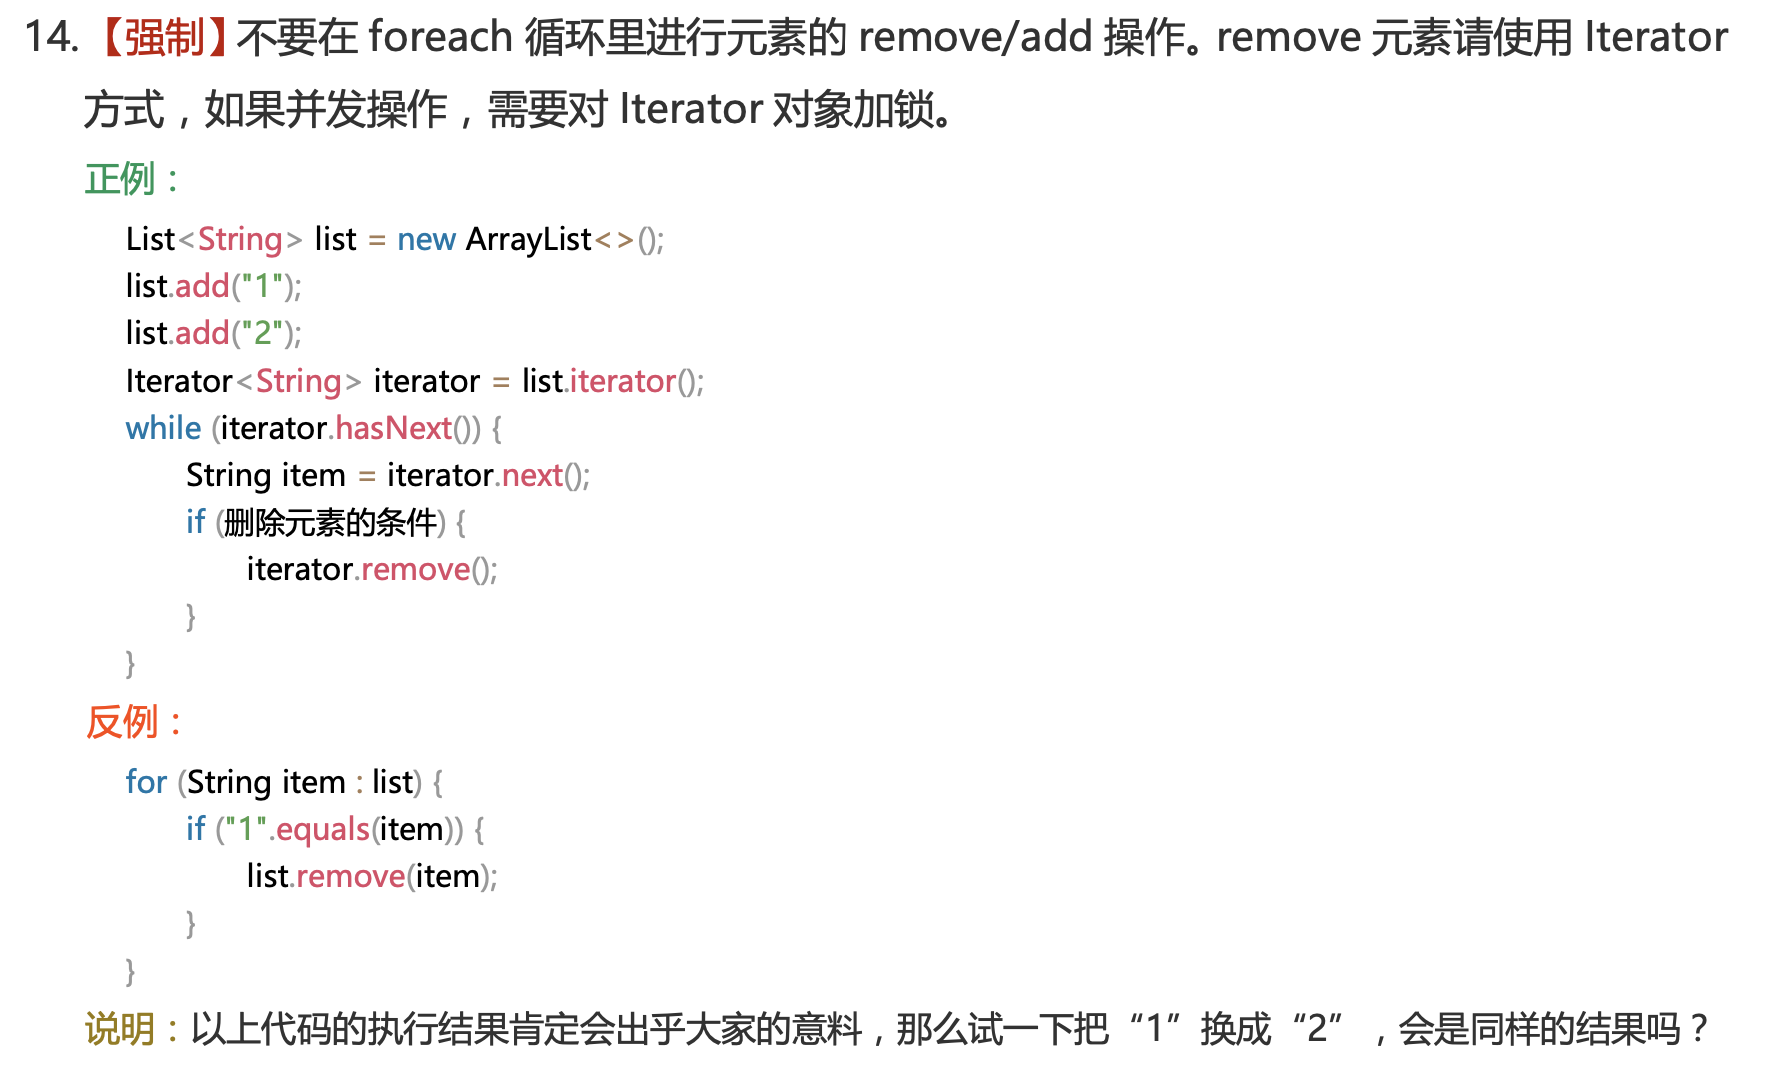 14.【强制】不要在 foreach 循环里进行元素的 remove/add 操作。remove 元素请使用 Iterator
方式，如果并发操作，需要对 Iterator 对象加锁。
正例：
List<String> list = new ArrayList<>();
list.add("1");
list.add("2");
Iterator<String> iterator = list.iterator();
while (iterator.hasNext()) {
String item = iterator.next();
if (删除元素的条件) {
iterator.remove();
}
}
反例：
for (String item : list) {
if ("1".equals(item)) {
list.remove(item);
}
}
说明：以上代码的执行结果肯定会出乎大家的意料，那么试一下把“1”换成“2”，会是同样的结果吗？